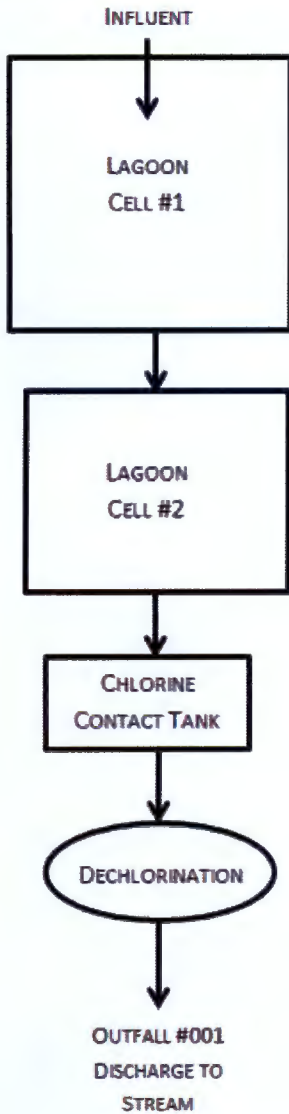 INFLUENT
LAGOON
CELL #1
LAGOON
CELL #2
CHLORINE
CONTACT TANK
DECHLORINATION
OUTFALL #001
DISCHARGE TO
STREAM